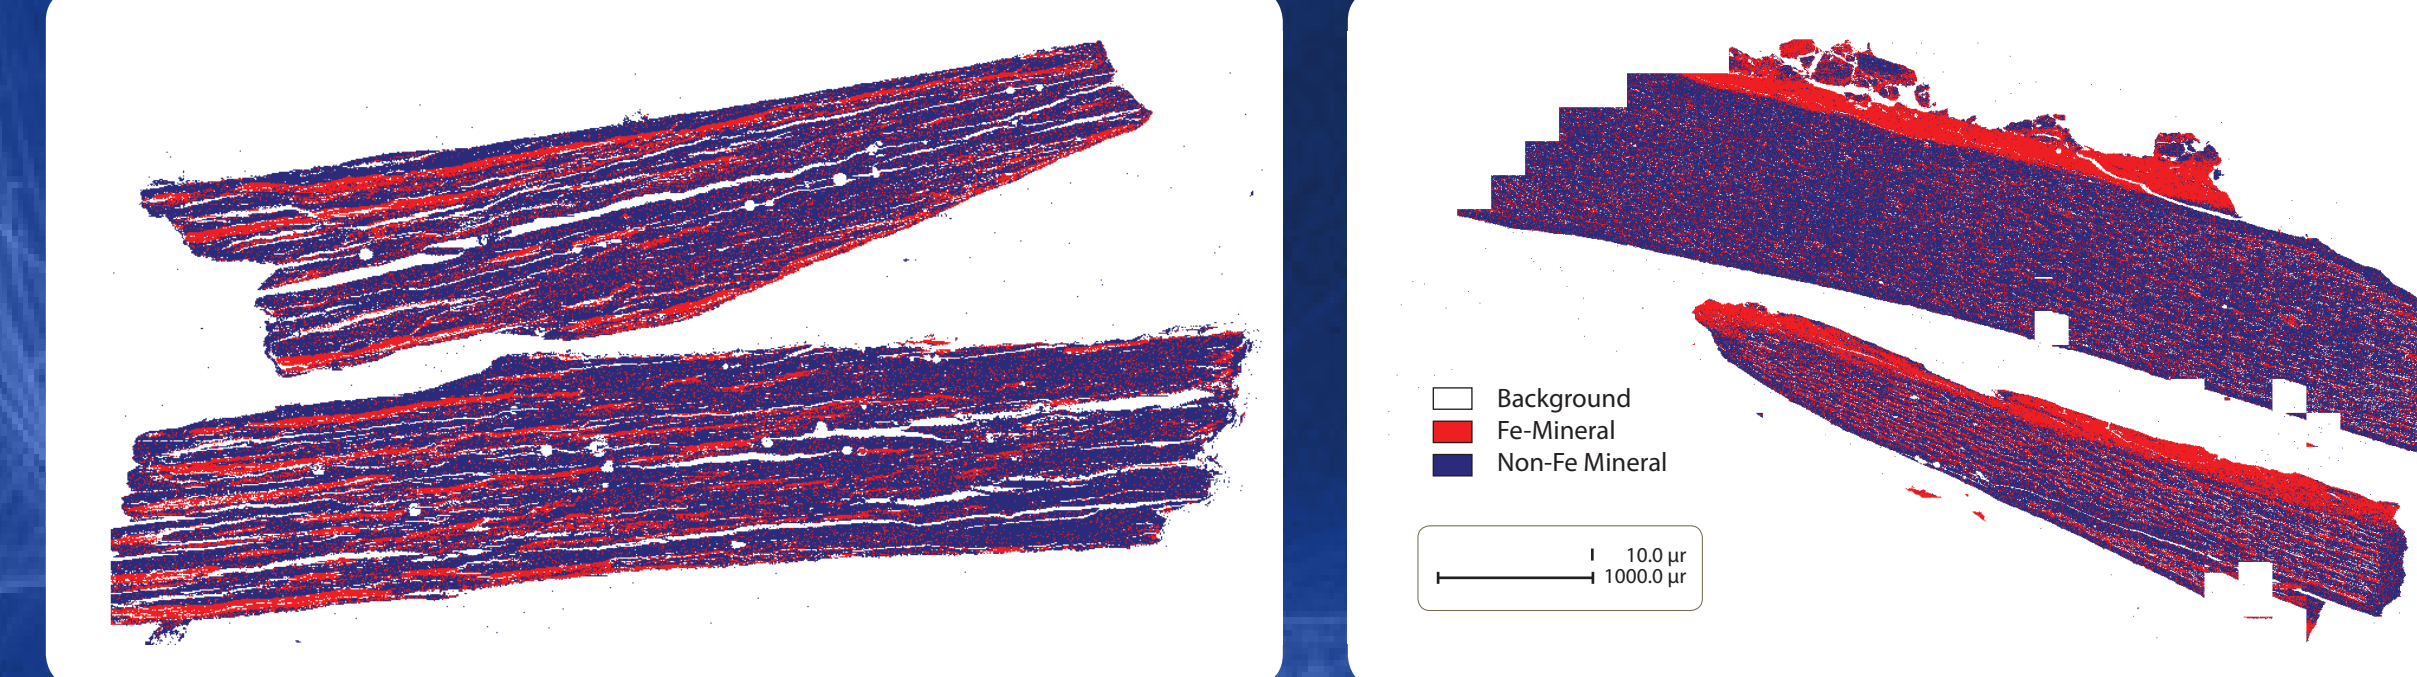 Background
Fe-Mineral
Non-Fe Mineral
10.0 µr
1000.0 µr